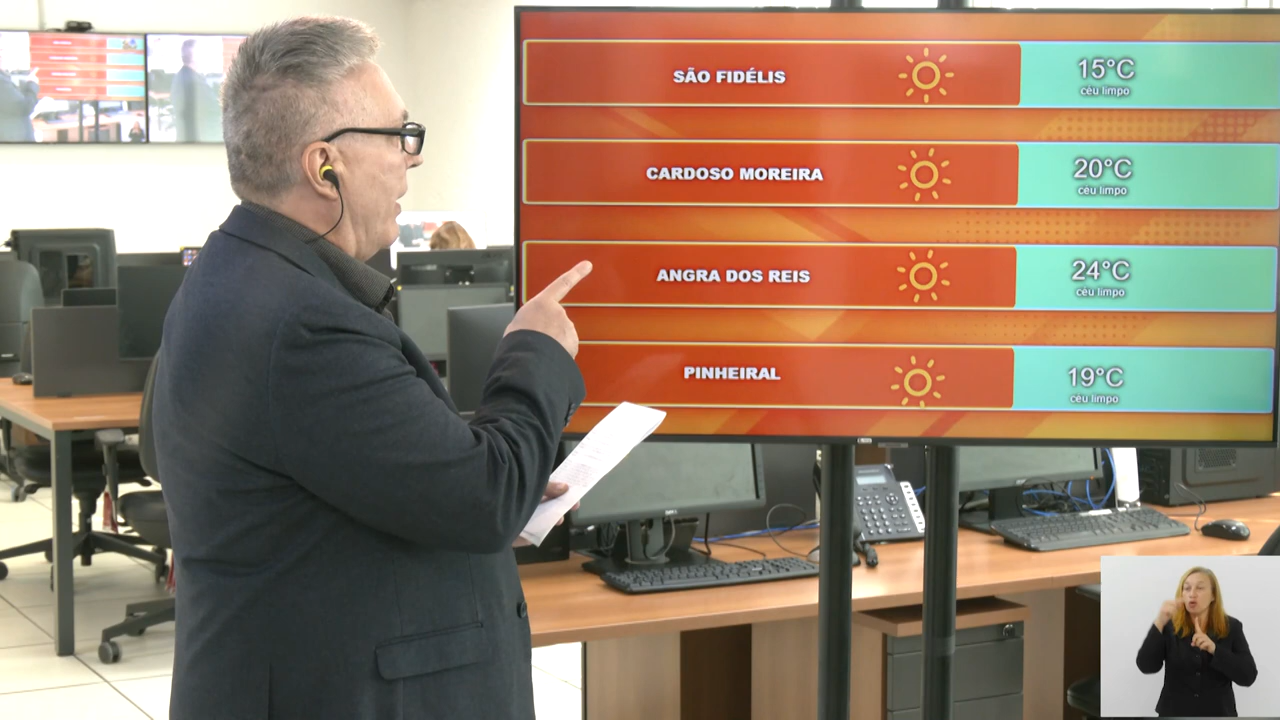 SÃO FIDÉLIS
15°C
céu limpo
CARDOSO MOREIRA
20°C
céu limpo
ANGRA DOS REIS
24°C
céu limpo
PINHEIRAL
19°C
céu limpo